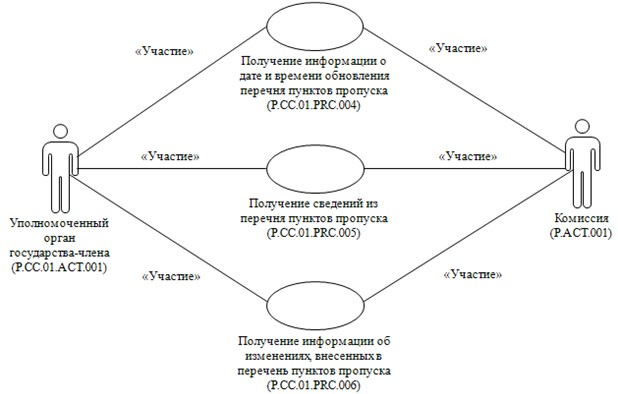 «Участие»
«Участие»
Получение информации о
дате и времени обновления
перечня пунктов пропуска
(P.CC.01.PRC.004)
«Участие»
«Участие»
Получение сведений из
перечня пунктов пропуска
(P.CC.01.PRC.005)
Уполномоченный
орган
государства-члена
(P.CC.01.ACT.001)
Комиссия
(P.ACT.001)
«Участие»
«Участие»
Получение информации об
изменениях, внесенных в
перечень пунктов пропуска
(P.CC.01.PRC.006)